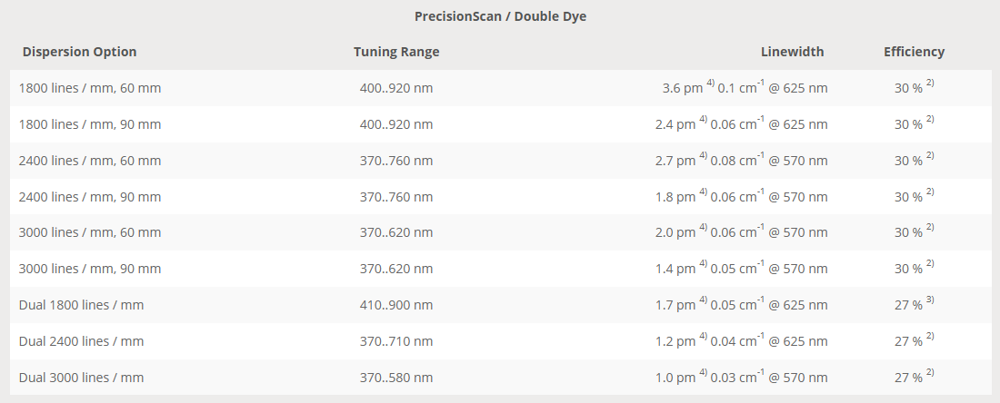 PrecisionScan / Double Dye
Dispersion Option Tuning Range Linewidth Efficiency
1800 lines / mm, 60 mm 400..920 nm 3.6 pm 4) 0.1 cm-1 @ 625 nm 30 % 2)
1800 lines / mm, 90 mm 400..920 nm 2.4 pm 4) 0.06 cm-1 @ 625 nm 30 % 2)
2400 lines / mm, 60 mm 370..760 nm 2.7 pm 4) 0.08 cm-1 @ 570 nm 30 % 2)
2400 lines / mm, 90 mm 370..760 nm 1.8 pm 4) 0.06 cm-1 @ 570 nm 30 % 2)
3000 lines / mm, 60 mm 370..620 nm 2.0 pm 4) 0.06 cm-1 @ 570 nm 30 % 2)
3000 lines / mm, 90 mm 370..620 nm 1.4 pm 4) 0.05 cm-1 @ 570 nm 30 % 2)
Dual 1800 lines / mm 410..900 nm 1.7 pm 4) 0.05 cm-1 @ 625 nm 27 % 3)
Dual 2400 lines / mm 370..710 nm 1.2 pm 4) 0.04 cm-1 @ 625 nm 27 % 2)
Dual 3000 lines / mm 370..580 nm 1.0 pm 4) 0.03 cm-1 @ 570 nm 27 % 2)